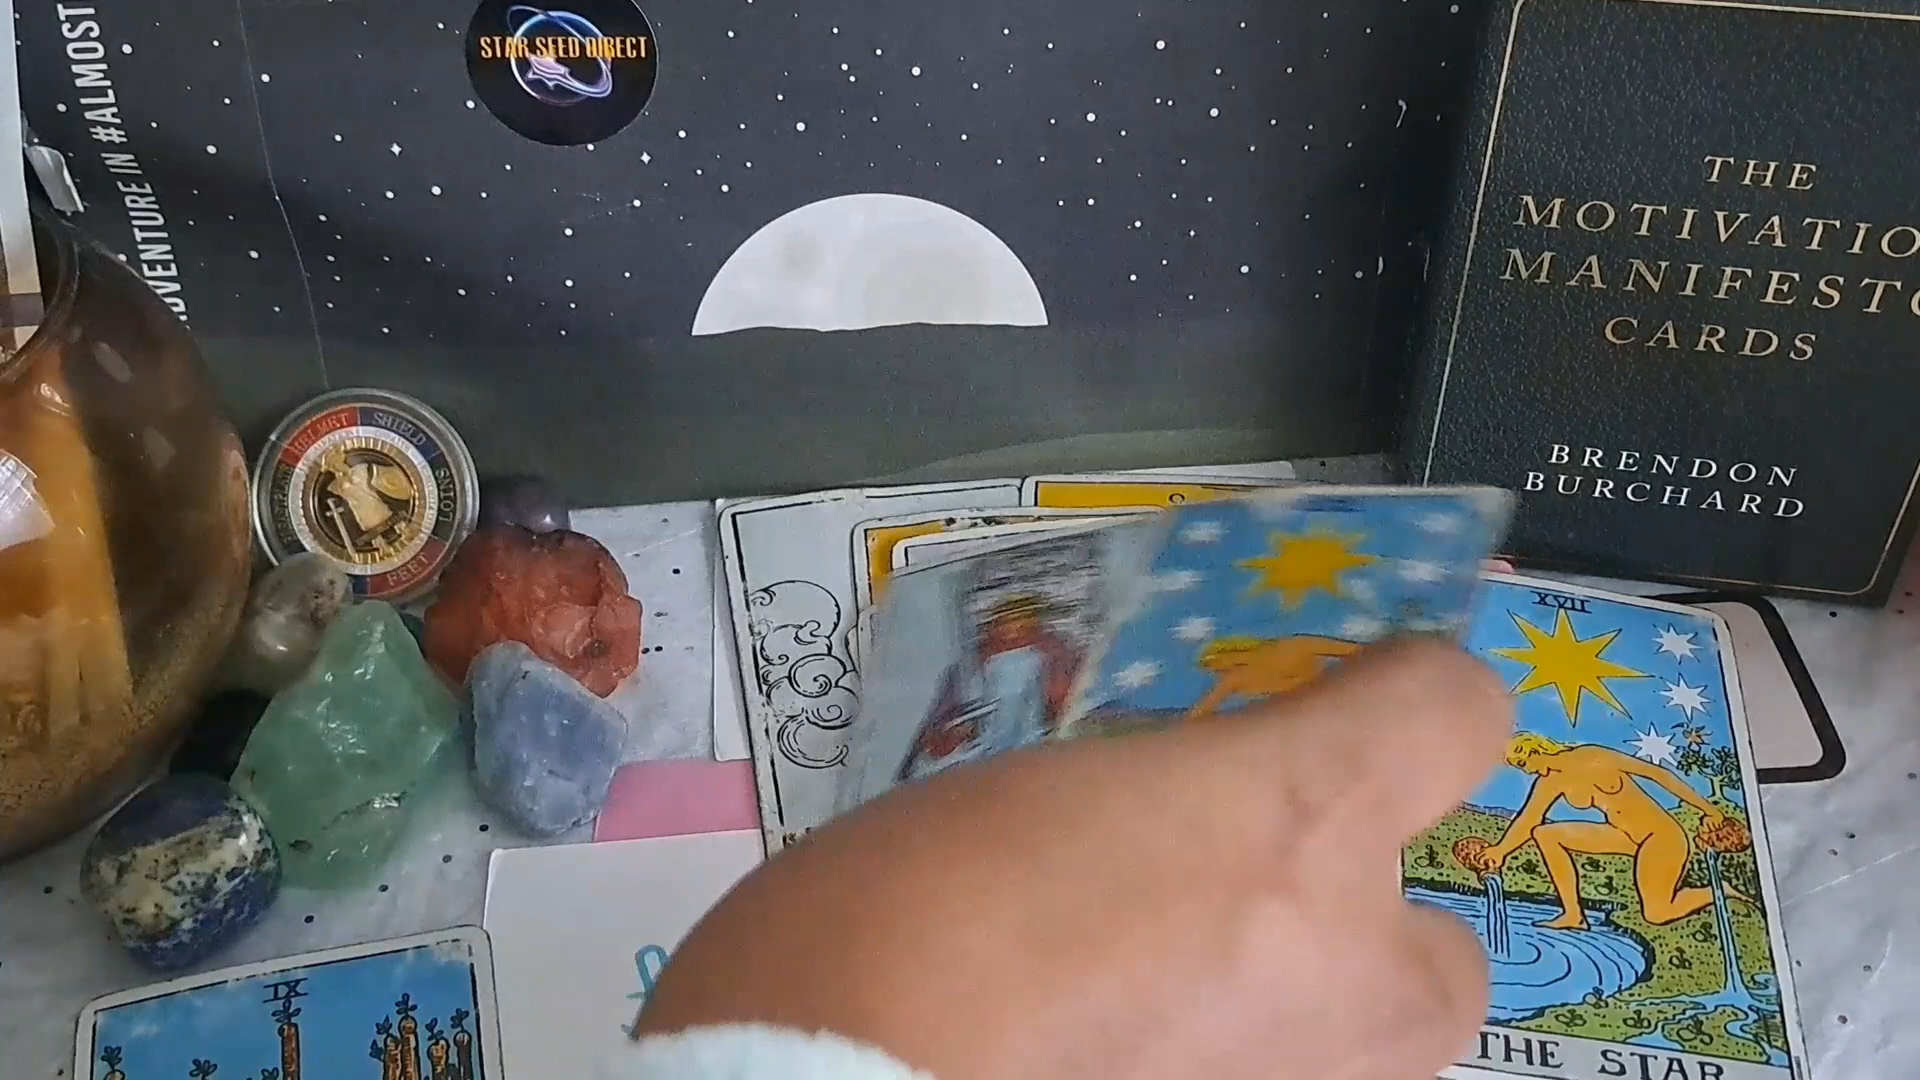 ADVENTURE IN #ALMOST
STAR SEED DIRECT
THE
MOTIVATIO
MANIFESTO
CARDS
BRENDON
BURCHARD
HELMET
SHIELD
LOINS
FEET
XVII
THE STAR
IX